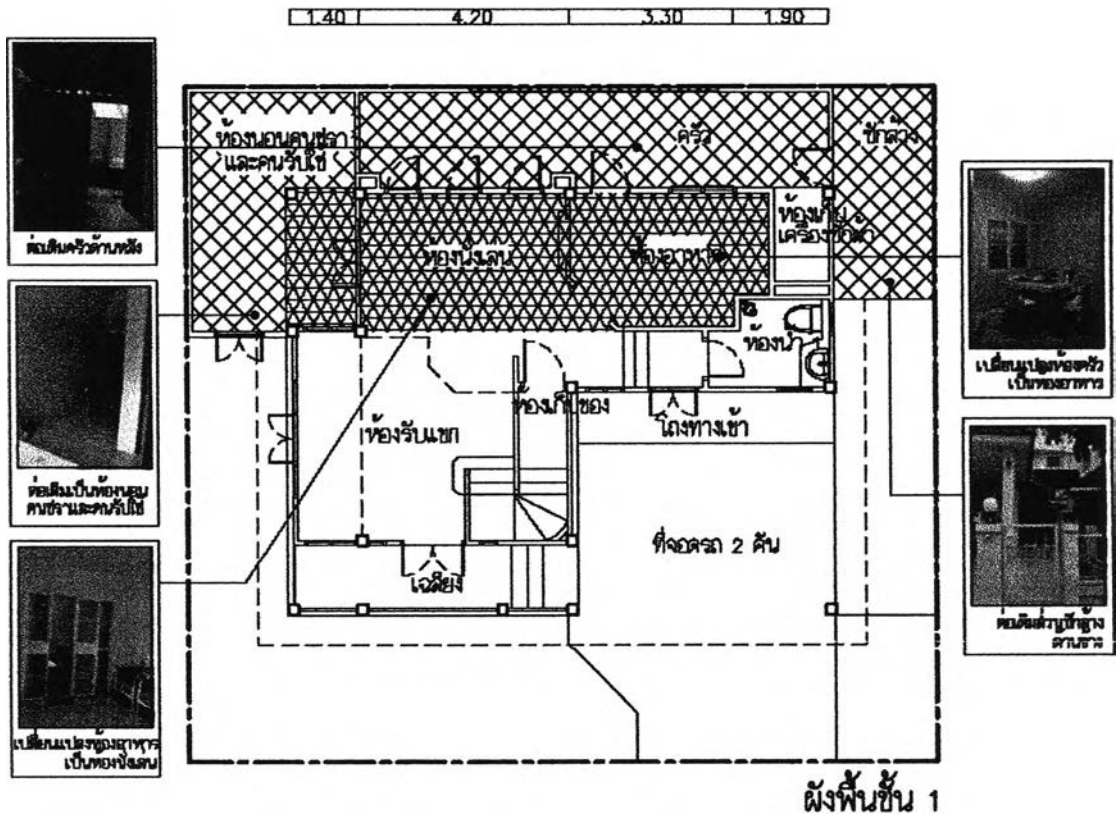 1.40 4.20 3.30 1.90
ต่อเติมครัวด้านหลัง
ต่อเติมเป็นห้องนอน
คนชราและคนรับใช้
เปลี่ยนแปลงห้องอาหาร
เป็นห้องนั่งเล่น
ห้องนอนคนชรา
และคนรับใช้
ครัว
ซักล้าง
ห้องเก็บ
เครื่องซักผ้า
ห้องนั่งเล่น
ห้องอาหาร
ห้องน้ำ
ห้องเก็บของ
ห้องรับแขก
โถงทางเข้า
ที่จอดรถ 2 คัน
เฉลียง
เปลี่ยนแปลงห้องครัว
เป็นห้องอาหาร
ต่อเติมส่วนซักล้าง
ด้านข้าง
ผังพื้นชั้น 1